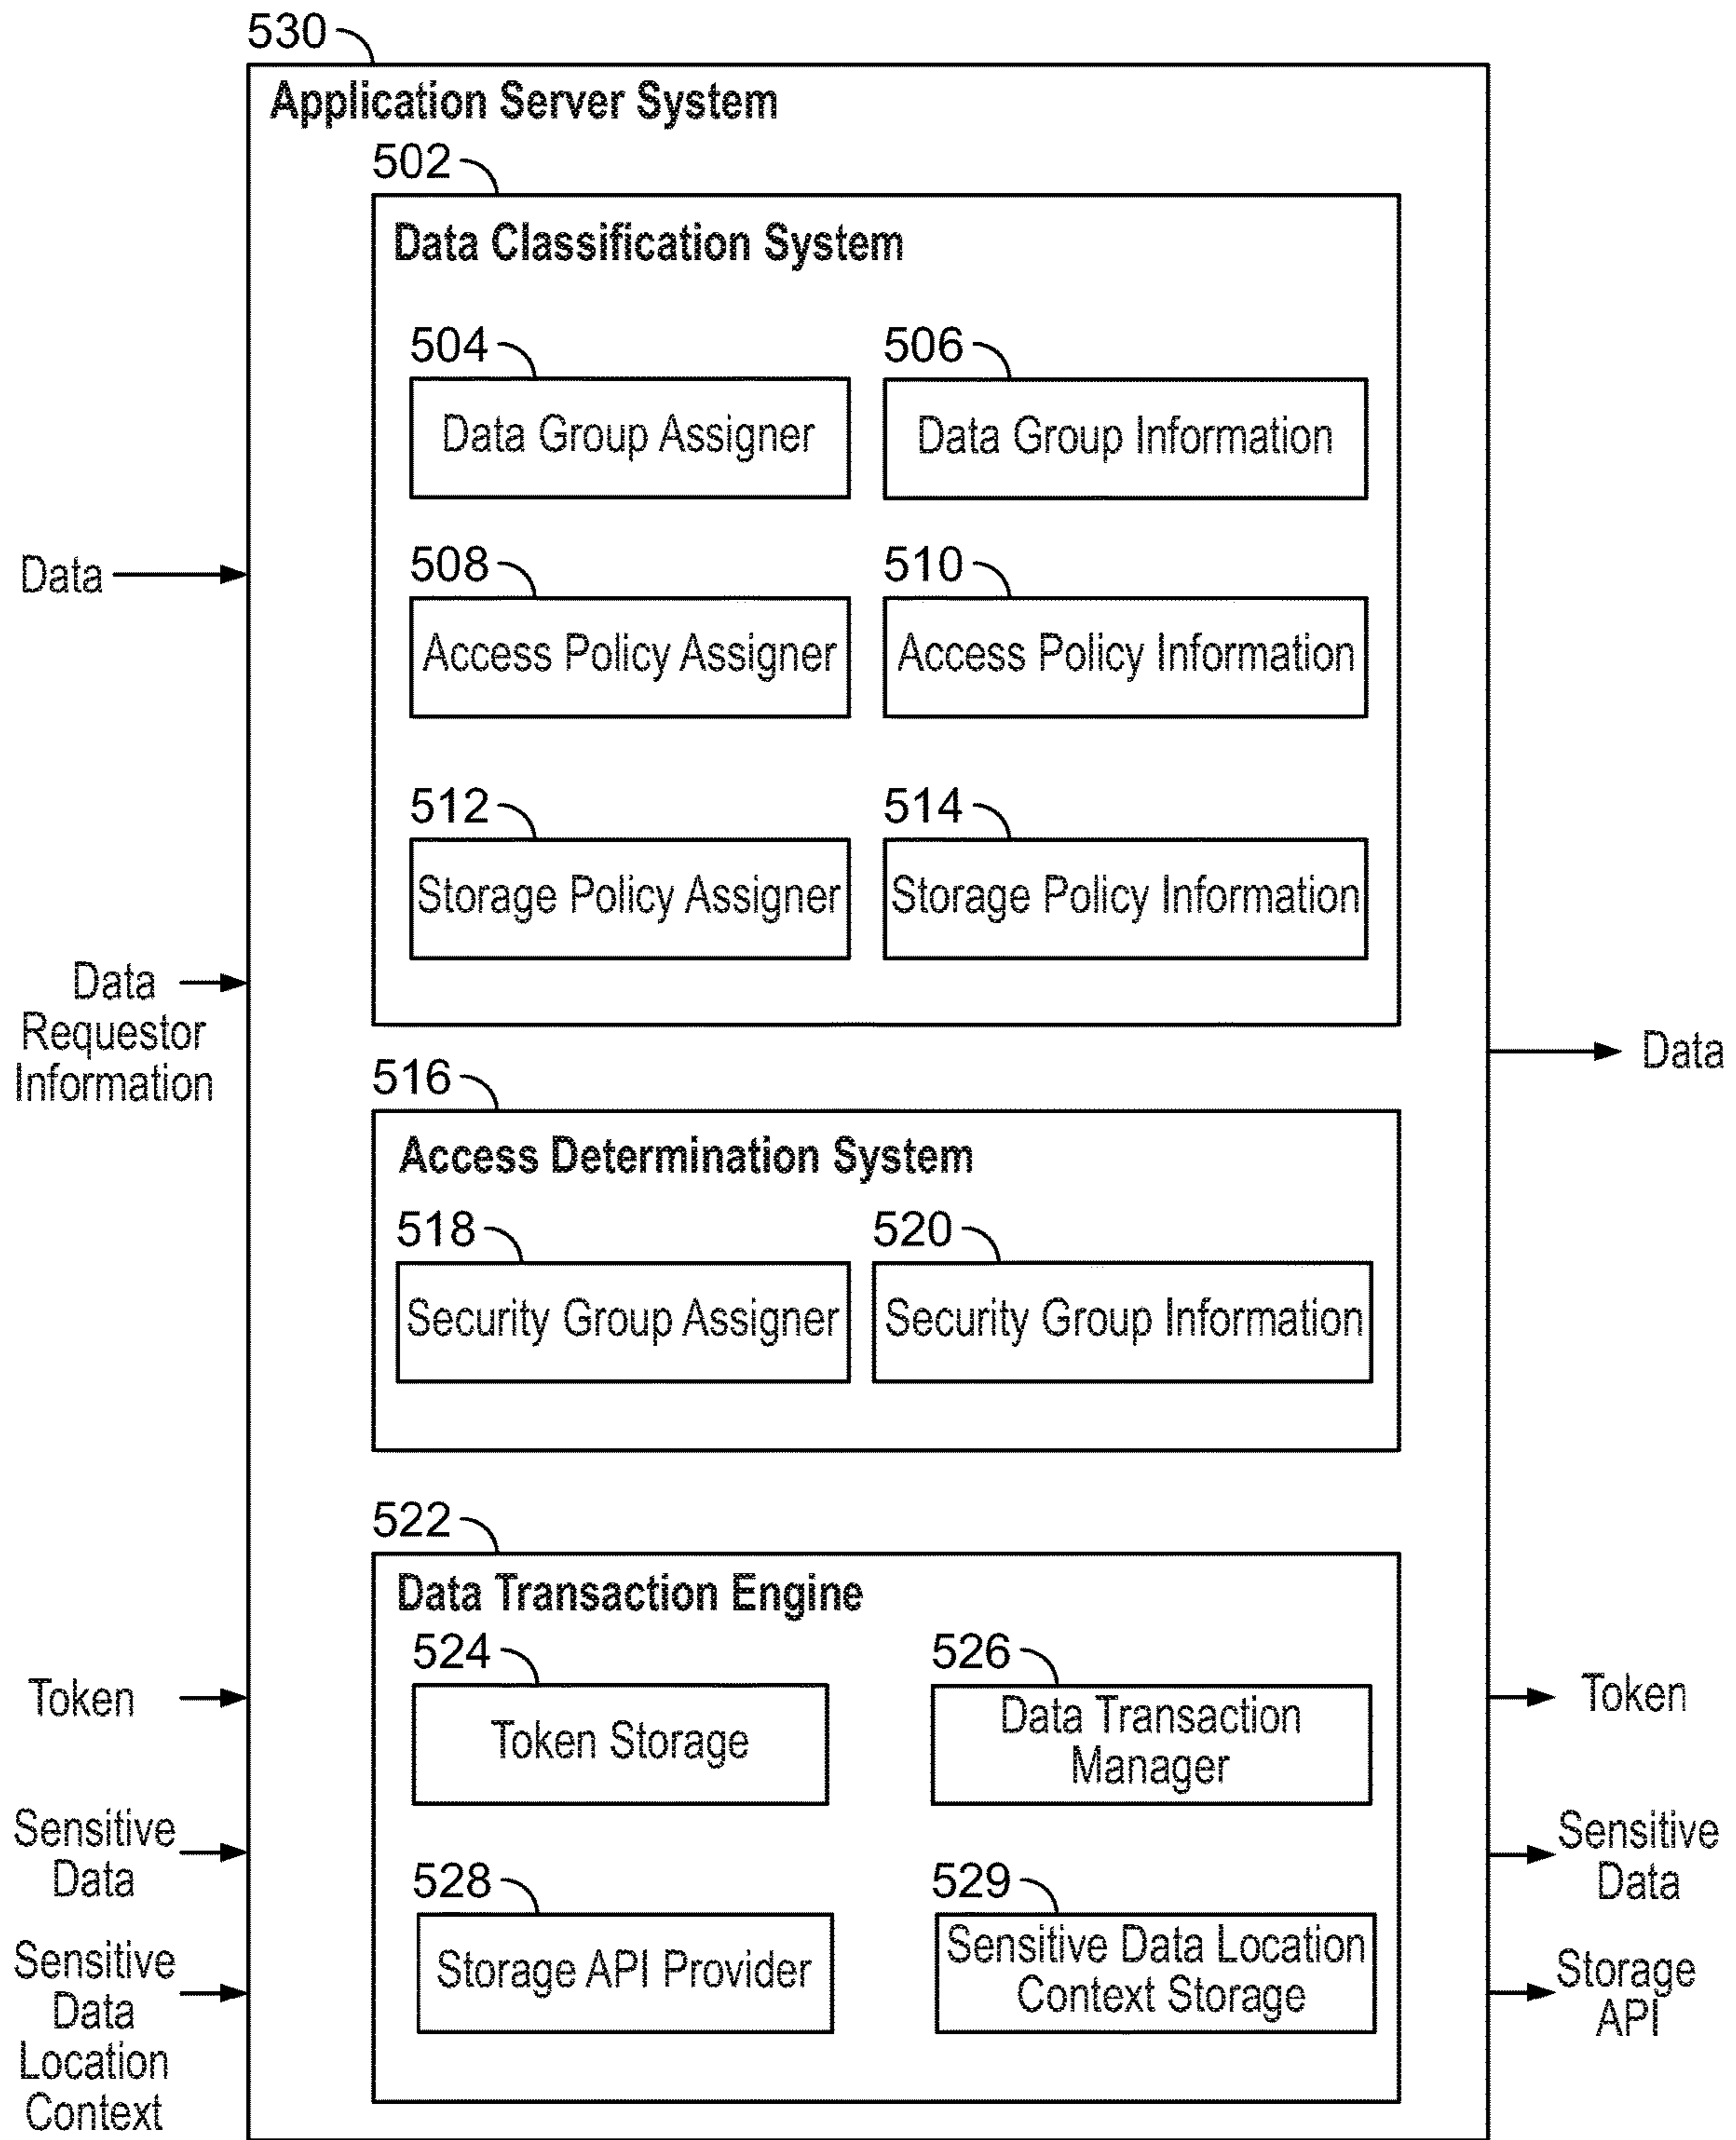 530
Application Server System
502
Data Classification System
504
506
Data Group Assigner
Data Group Information
Data
508
510
Access Policy Assigner
Access Policy Information
512
514
Storage Policy Assigner
Storage Policy Information
Data
Requestor
Information
Data
516
Access Determination System
518
520
Security Group Assigner
Security Group Information
522
Data Transaction Engine
524
526
Token
Token Storage
Data Transaction
Manager
Token
Sensitive
Data
528
529
Sensitive
Data
Storage API Provider
Sensitive Data Location
Context Storage
Sensitive
Data
Location
Context
Storage
API